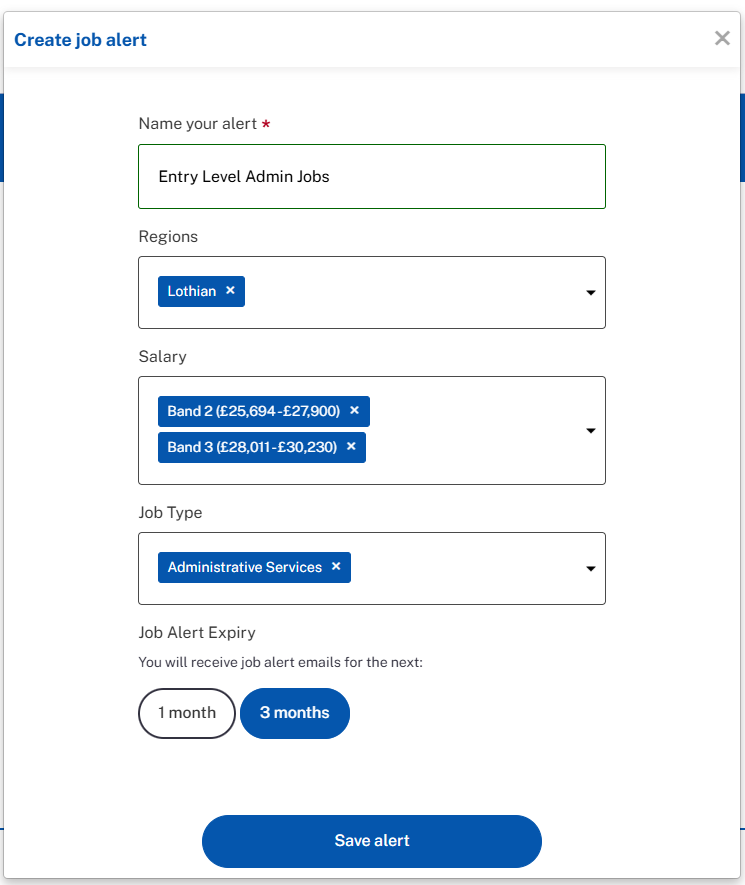 Create job alert ×
Name your alert *
Entry Level Admin Jobs
Regions
Lothian ×
Salary
Band 2 (£25,694-£27,900) ×
Band 3 (£28,011-£30,230) ×
Job Type
Administrative Services ×
Job Alert Expiry
You will receive job alert emails for the next:
1 month 3 months
Save alert